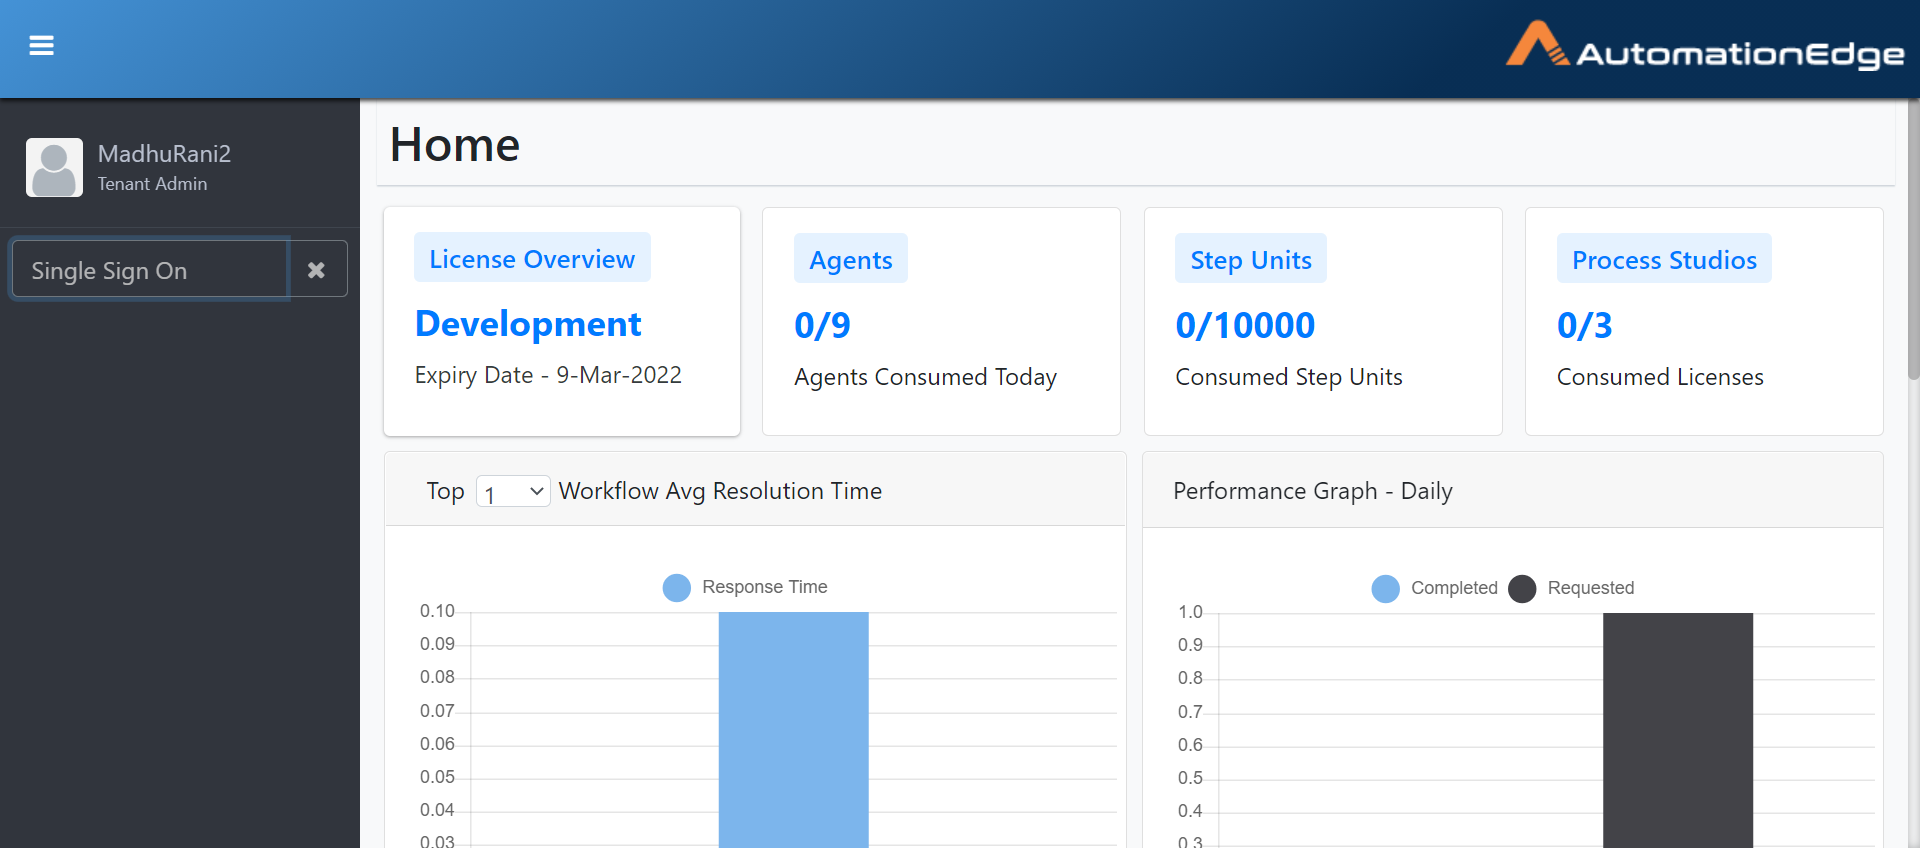 AutomationEdge
MadhuRani2
Tenant Admin
Single Sign On
Home
License Overview
Development
Expiry Date - 9-Mar-2022
Agents
0/9
Agents Consumed Today
Step Units
0/10000
Consumed Step Units
Process Studios
0/3
Consumed Licenses
Top 1 Workflow Avg Resolution Time
Response Time
0.10
0.09
0.08
0.07
0.06
0.05
0.04
0.03
Performance Graph - Daily
Completed Requested
1.0
0.9
0.8
0.7
0.6
0.5
0.4
0.3